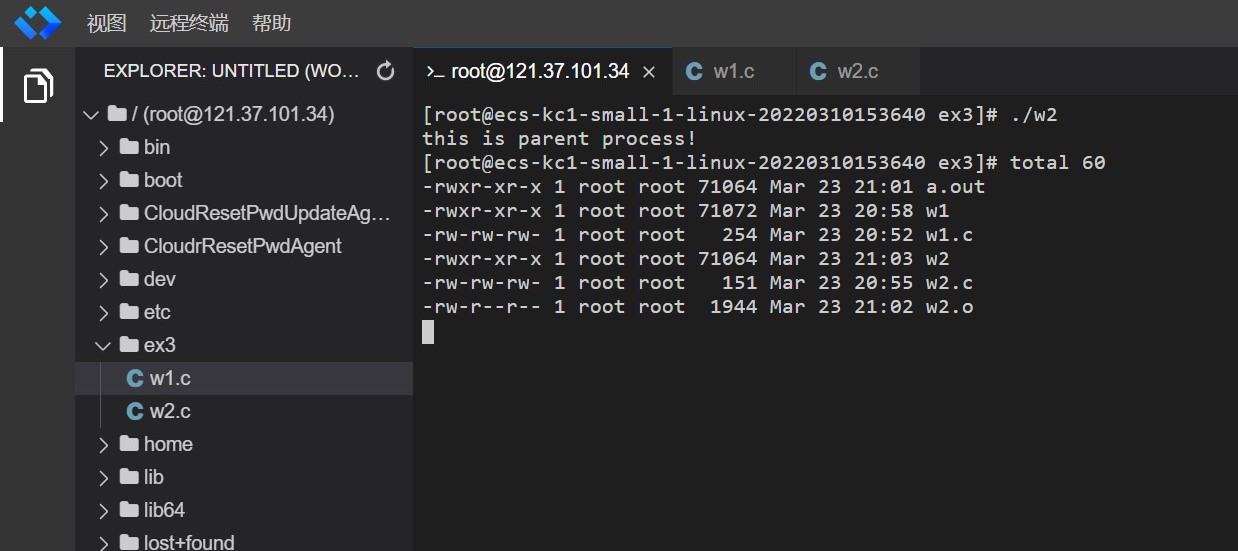 视图 远程终端 帮助
EXPLORER: UNTITLED (WO...
/ (root@121.37.101.34)
bin
boot
CloudResetPwdUpdateAg...
CloudrResetPwdAgent
dev
etc
ex3
C w1.c
C w2.c
home
lib
lib64
lost+found
>_ root@121.37.101.34 × C w1.c C w2.c
[root@ecs-kc1-small-1-linux-20220310153640 ex3]# ./w2
this is parent process!
[root@ecs-kc1-small-1-linux-20220310153640 ex3]# total 60
-rwxr-xr-x 1 root root 71064 Mar 23 21:01 a.out
-rwxr-xr-x 1 root root 71072 Mar 23 20:58 w1
-rw-rw-rw- 1 root root   254 Mar 23 20:52 w1.c
-rwxr-xr-x 1 root root 71064 Mar 23 21:03 w2
-rw-rw-rw- 1 root root   151 Mar 23 20:55 w2.c
-rw-r--r-- 1 root root  1944 Mar 23 21:02 w2.o